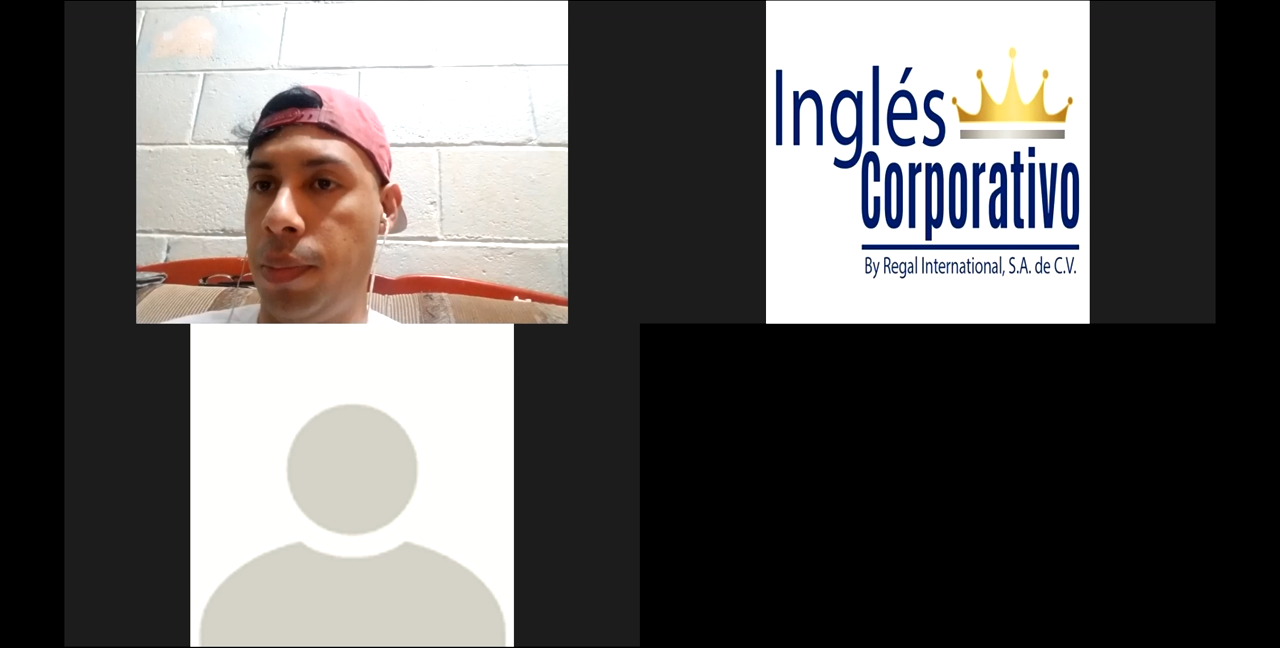 Inglés
Corporativo
By Regal International, S.A. de C.V.